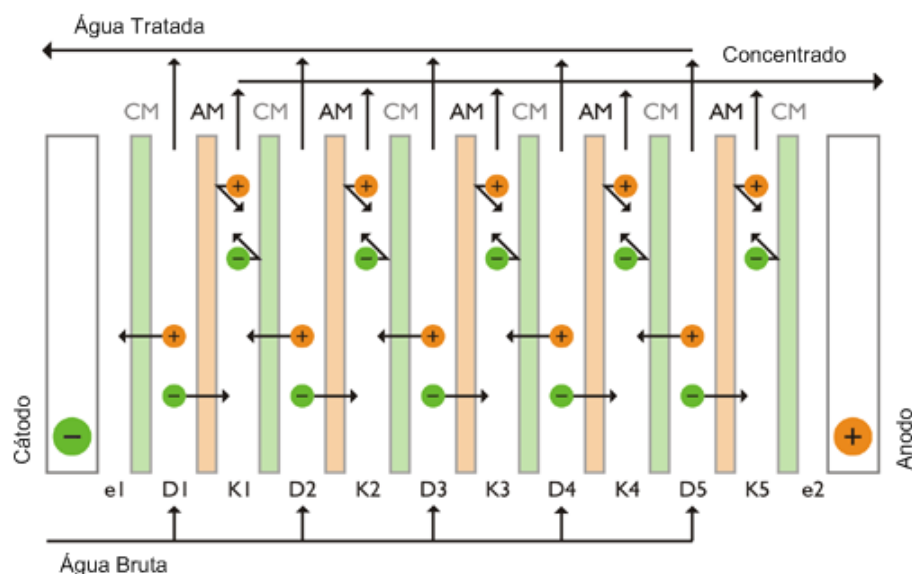 Água Tratada
Concentrado
CM AM CM AM CM AM CM AM CM AM CM
Cátodo
Anodo
e1 D1 K1 D2 K2 D3 K3 D4 K4 D5 K5 e2
Água Bruta